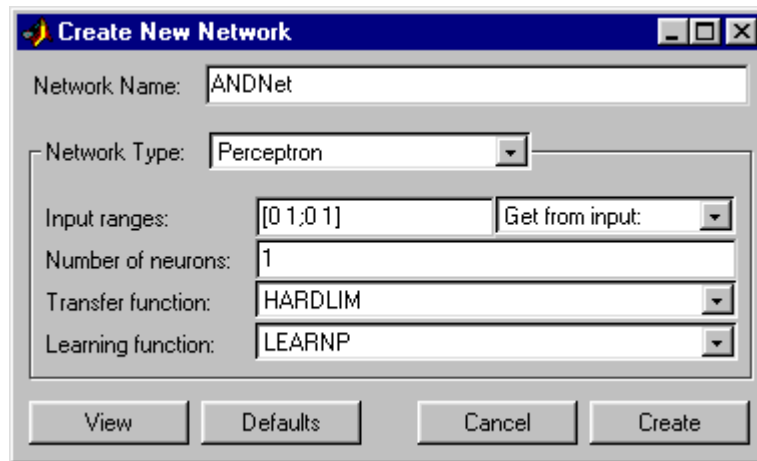 Create New Network
Network Name: ANDNet
Network Type: Perceptron
Input ranges: [0 1;0 1] Get from input:
Number of neurons: 1
Transfer function: HARDLIM
Learning function: LEARNP
View Defaults Cancel Create